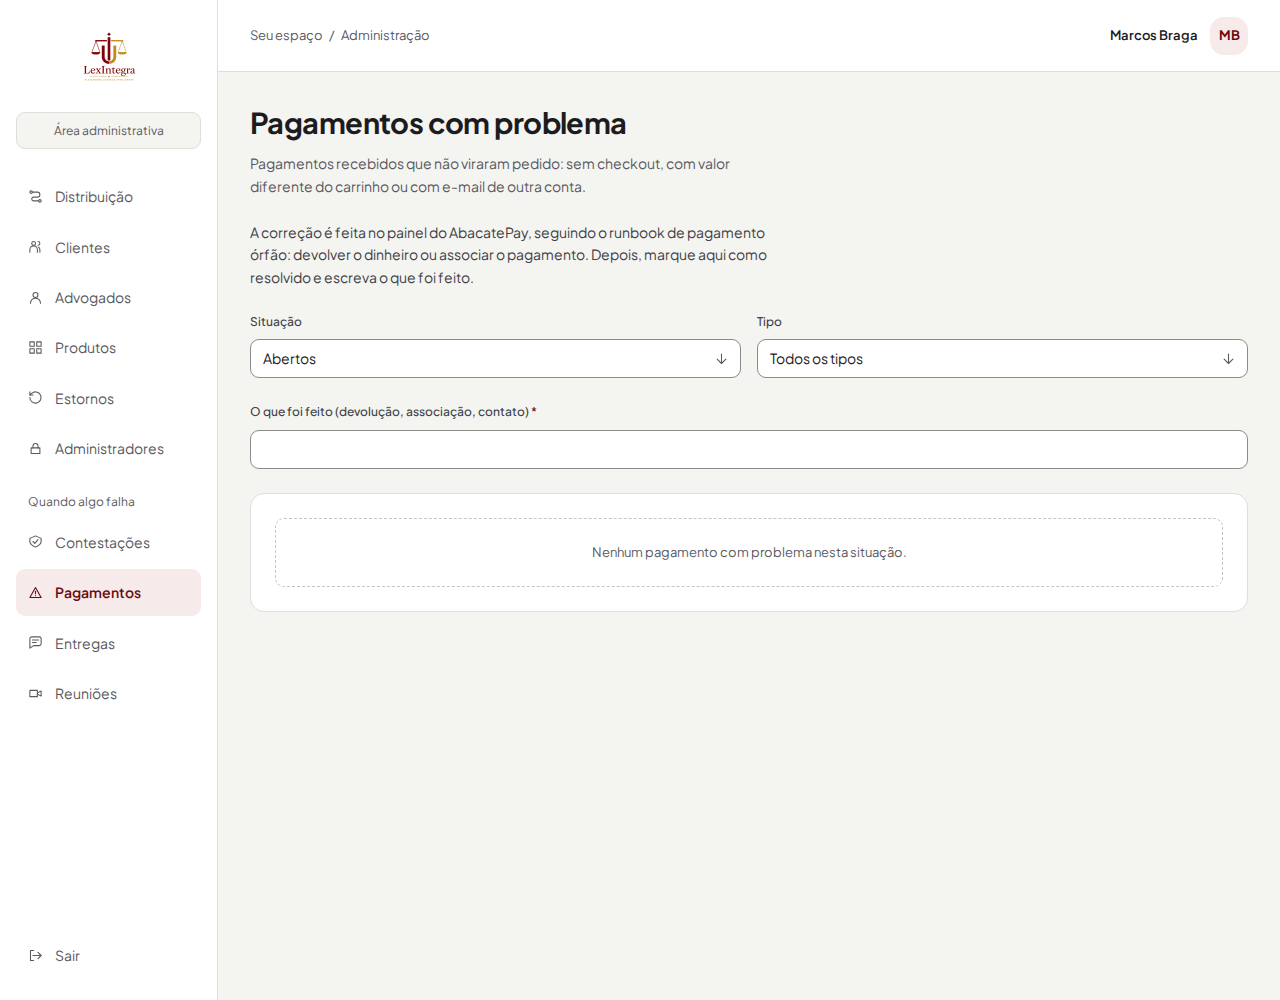 LexIntegra
Área administrativa
Distribuição
Clientes
Advogados
Produtos
Estornos
Administradores
Quando algo falha
Contestações
Pagamentos
Entregas
Reuniões
Sair
Seu espaço / Administração
Marcos Braga MB
Pagamentos com problema
Pagamentos recebidos que não viraram pedido: sem checkout, com valor
diferente do carrinho ou com e-mail de outra conta.
A correção é feita no painel do AbacatePay, seguindo o runbook de pagamento
órfão: devolver o dinheiro ou associar o pagamento. Depois, marque aqui como
resolvido e escreva o que foi feito.
Situação
Abertos
Tipo
Todos os tipos
O que foi feito (devolução, associação, contato) *
Nenhum pagamento com problema nesta situação.